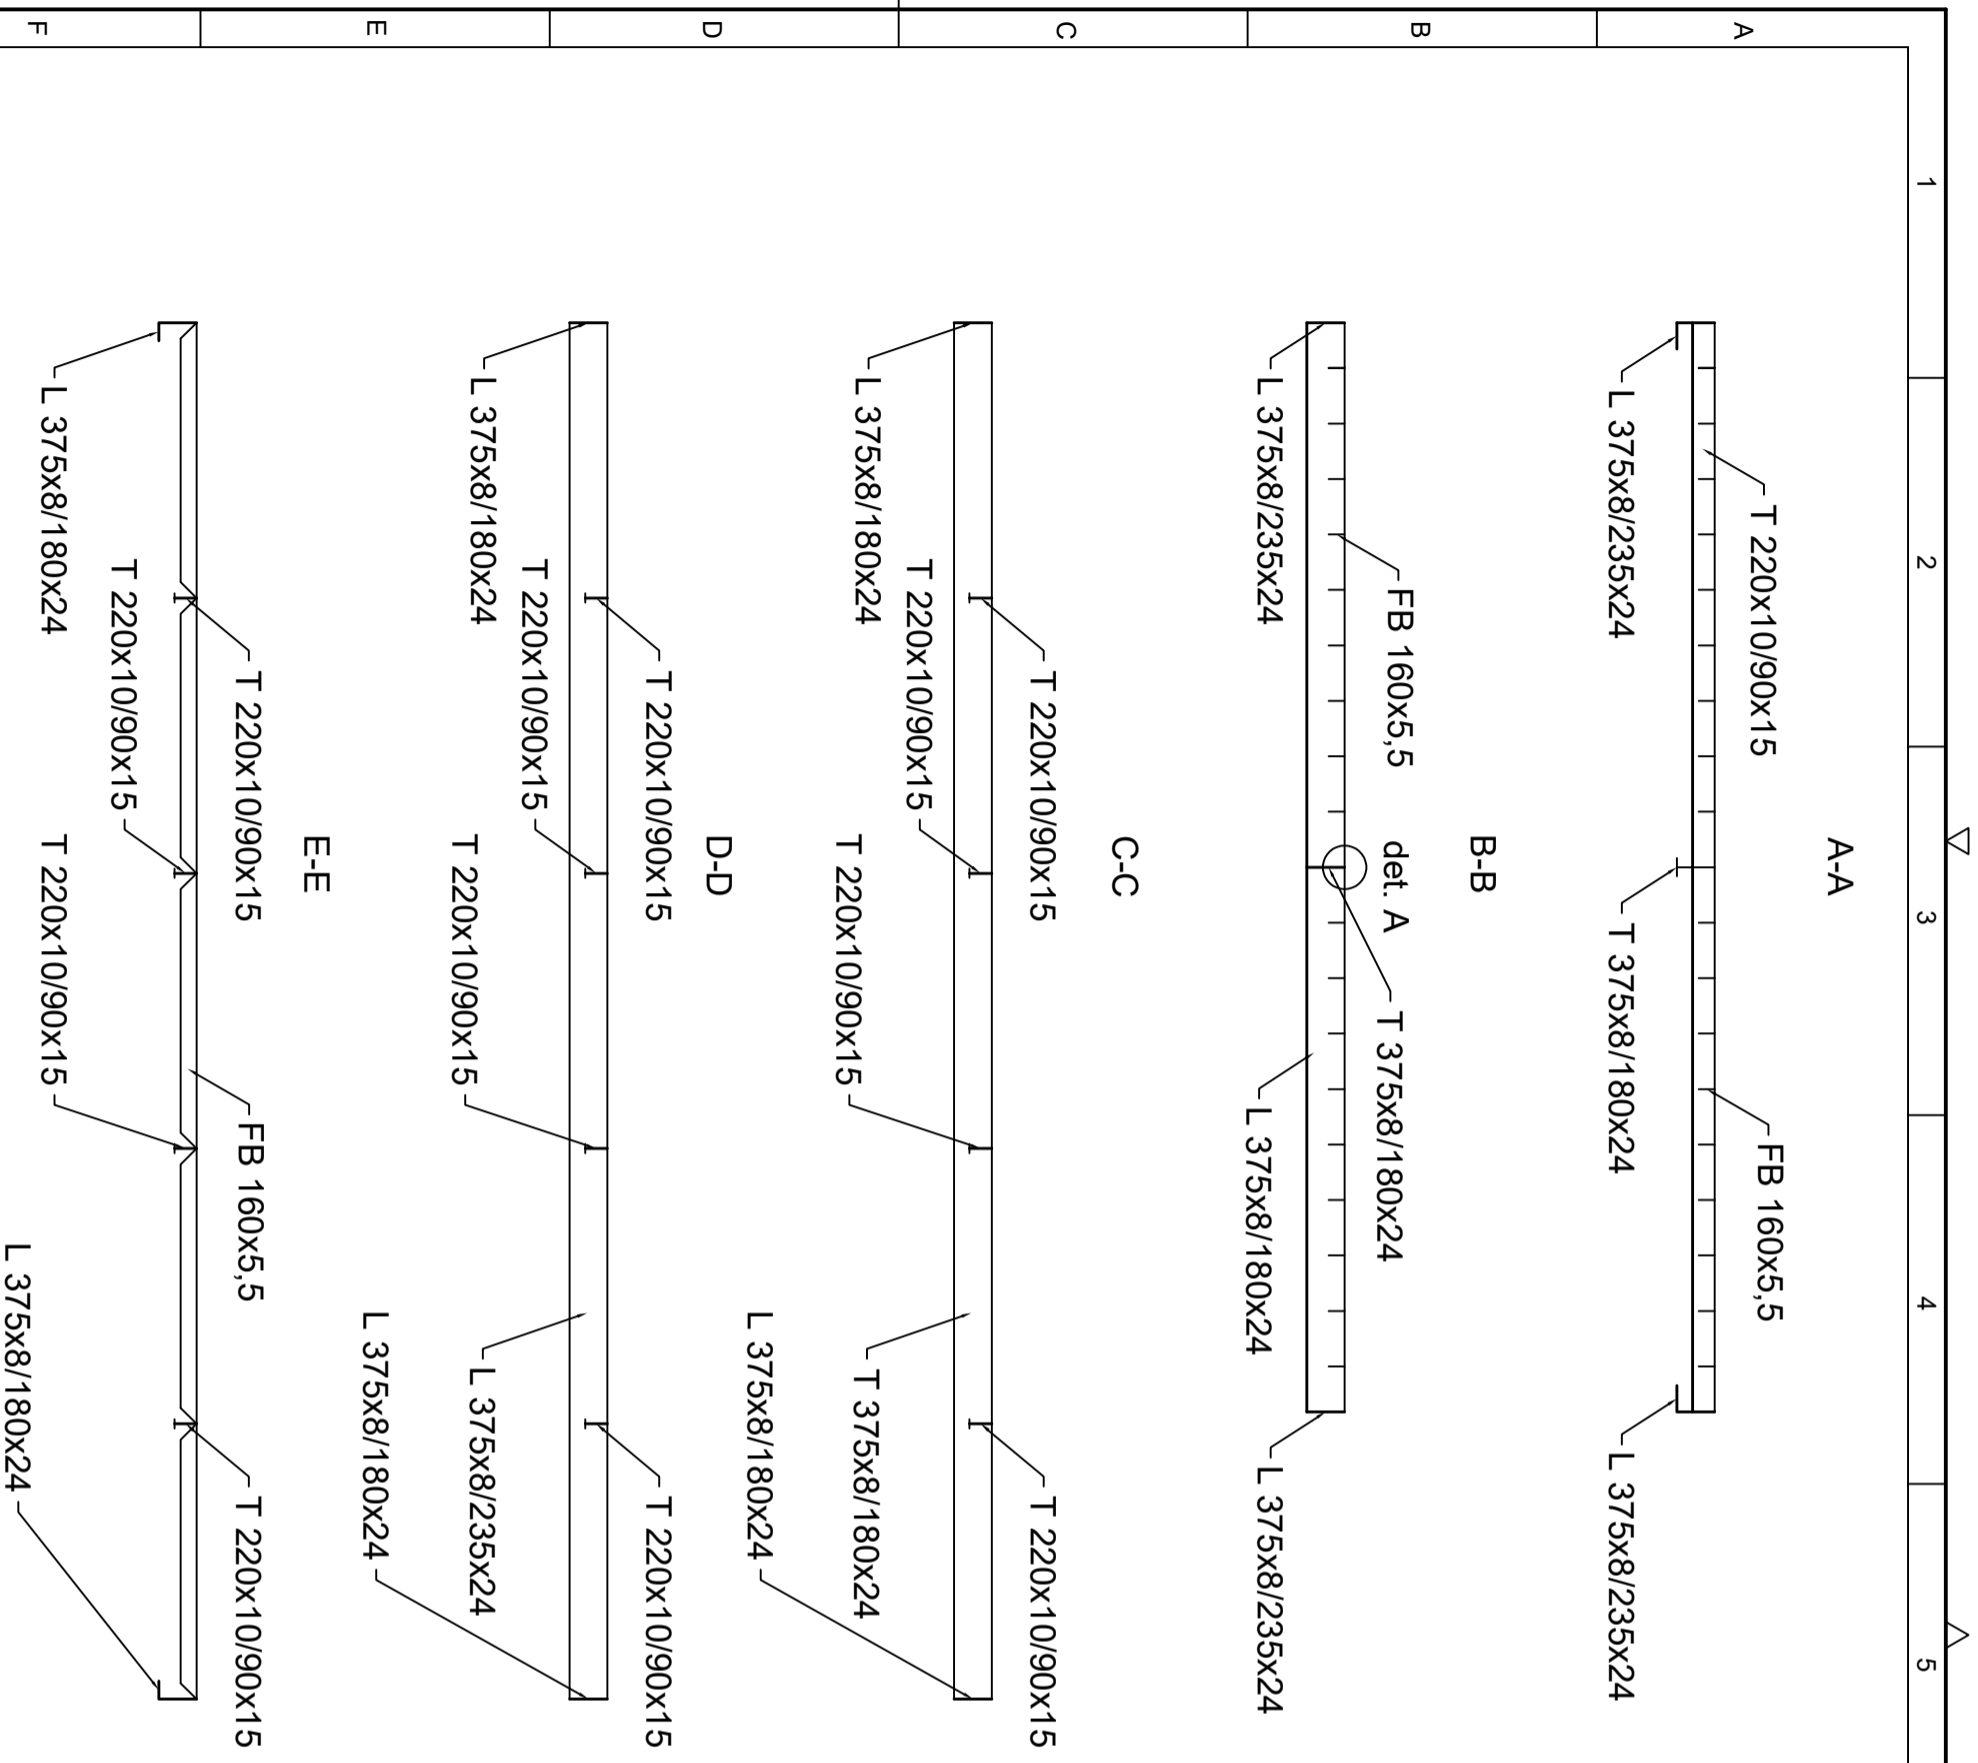 1
2
3
4
5
A
B
C
D
E
F
A-A
T 220x10/90x15
FB 160x5,5
L 375x8/235x24
T 375x8/180x24
L 375x8/235x24
B-B
det. A
FB 160x5,5
T 375x8/180x24
L 375x8/235x24
L 375x8/180x24
L 375x8/235x24
C-C
T 220x10/90x15
T 220x10/90x15
L 375x8/180x24
T 220x10/90x15
T 220x10/90x15
T 375x8/180x24
L 375x8/180x24
D-D
T 220x10/90x15
T 220x10/90x15
L 375x8/180x24
T 220x10/90x15
T 220x10/90x15
L 375x8/235x24
L 375x8/180x24
E-E
T 220x10/90x15
FB 160x5,5
T 220x10/90x15
T 220x10/90x15
L 375x8/180x24
T 220x10/90x15
L 375x8/180x24